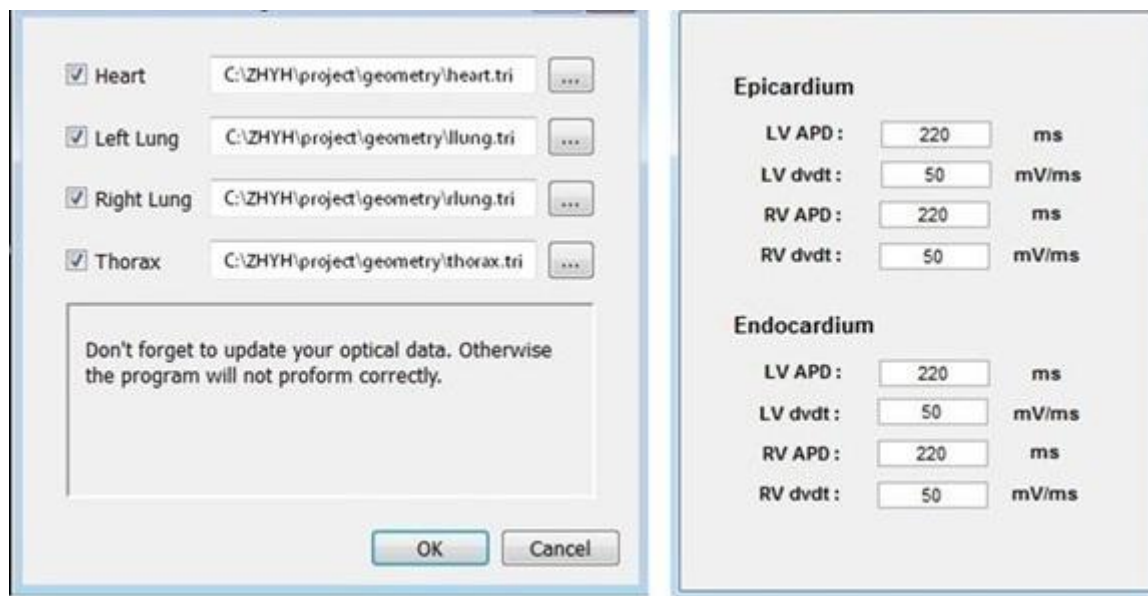 Heart C:\ZHYH\project\geometry\heart.tri ...
Left Lung C:\ZHYH\project\geometry\llung.tri ...
Right Lung C:\ZHYH\project\geometry\rlung.tri ...
Thorax C:\ZHYH\project\geometry\thorax.tri ...
Don't forget to update your optical data. Otherwise
the program will not proform correctly.
OK Cancel
Epicardium
LV APD : 220 ms
LV dvdt : 50 mV/ms
RV APD : 220 ms
RV dvdt : 50 mV/ms
Endocardium
LV APD : 220 ms
LV dvdt : 50 mV/ms
RV APD : 220 ms
RV dvdt : 50 mV/ms